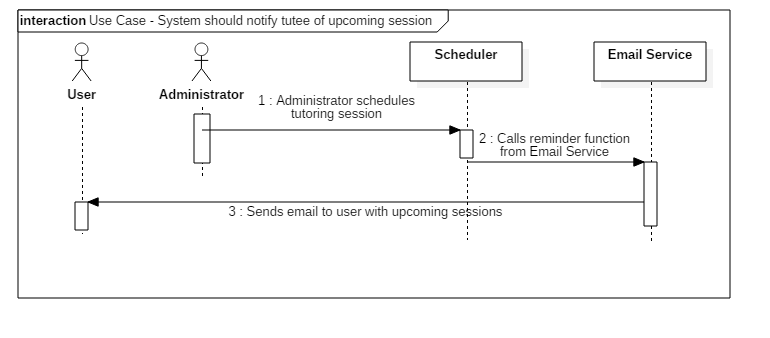 interaction Use Case - System should notify tutee of upcoming session
User
Administrator
Scheduler
Email Service
1 : Administrator schedules
tutoring session
2 : Calls reminder function
from Email Service
3 : Sends email to user with upcoming sessions